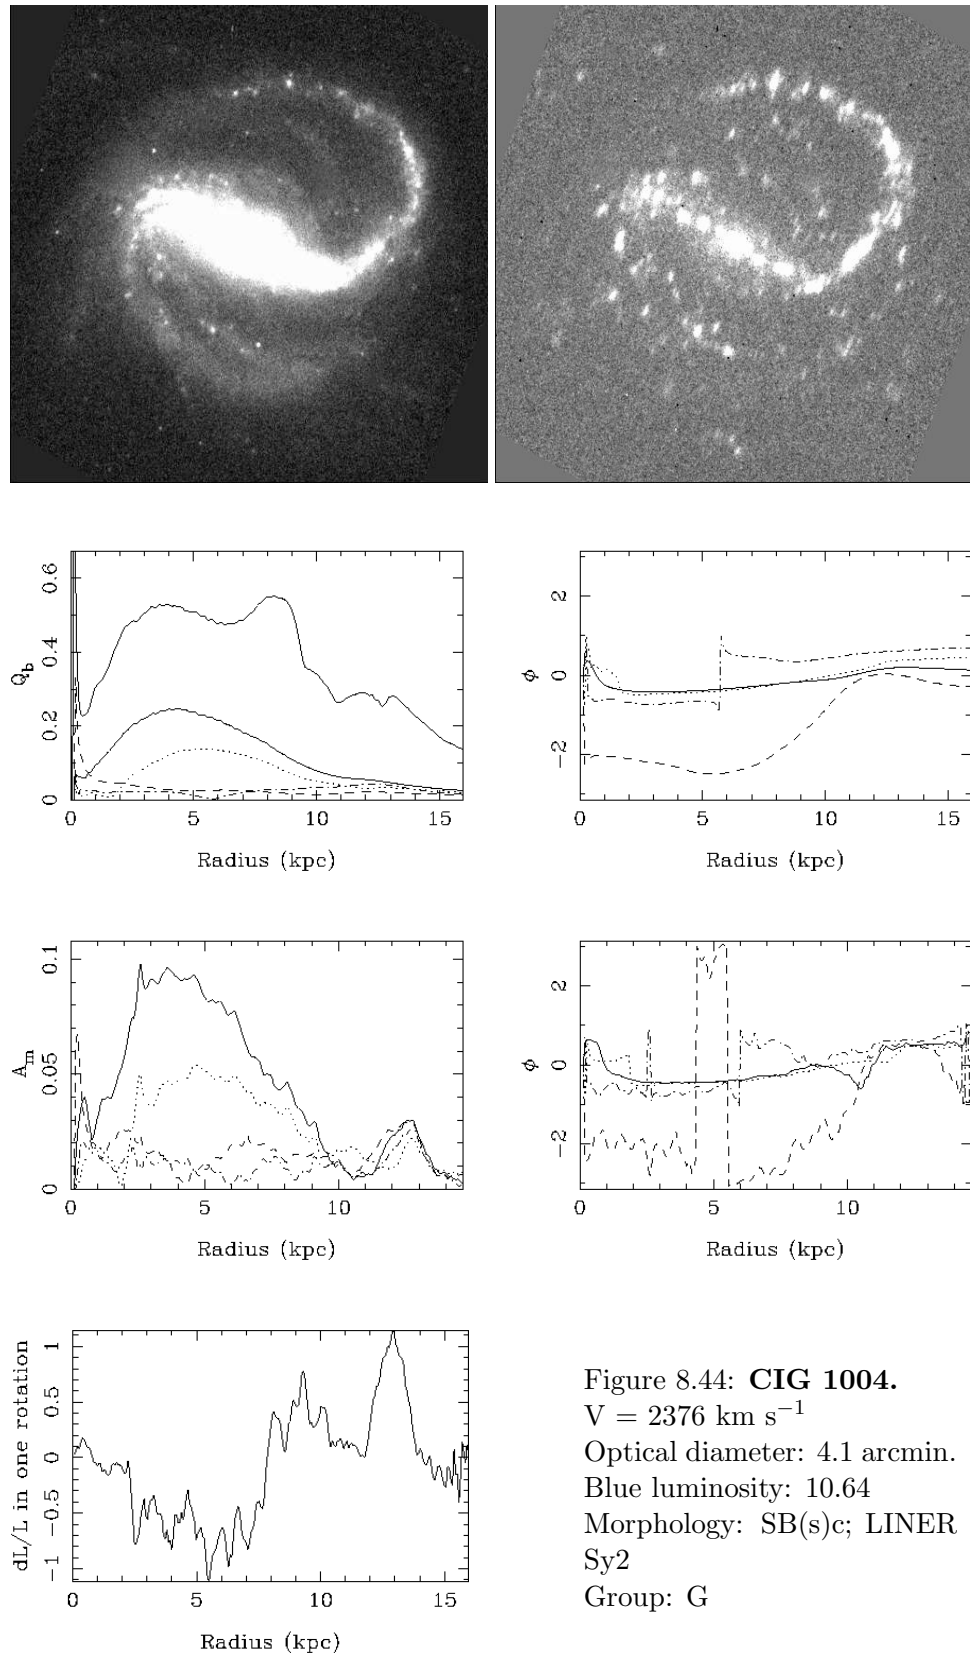 0.6
0.4
0.2
0
Q_b
0 5 10 15
Radius (kpc)
2
0
−2
ϕ
0 5 10
Radius (kpc)
0.1
0.05
0
A_m
0 5 10
Radius (kpc)
2
0
−2
ϕ
0 5 10
Radius (kpc)
1
0.5
0
−0.5
−1
dL/L in one rotation
0 5 10 15
Radius (kpc)
Figure 8.44: CIG 1004.
V = 2376 km s⁻¹
Optical diameter: 4.1 arcmin.
Blue luminosity: 10.64
Morphology: SB(s)c; LINER
Sy2
Group: G